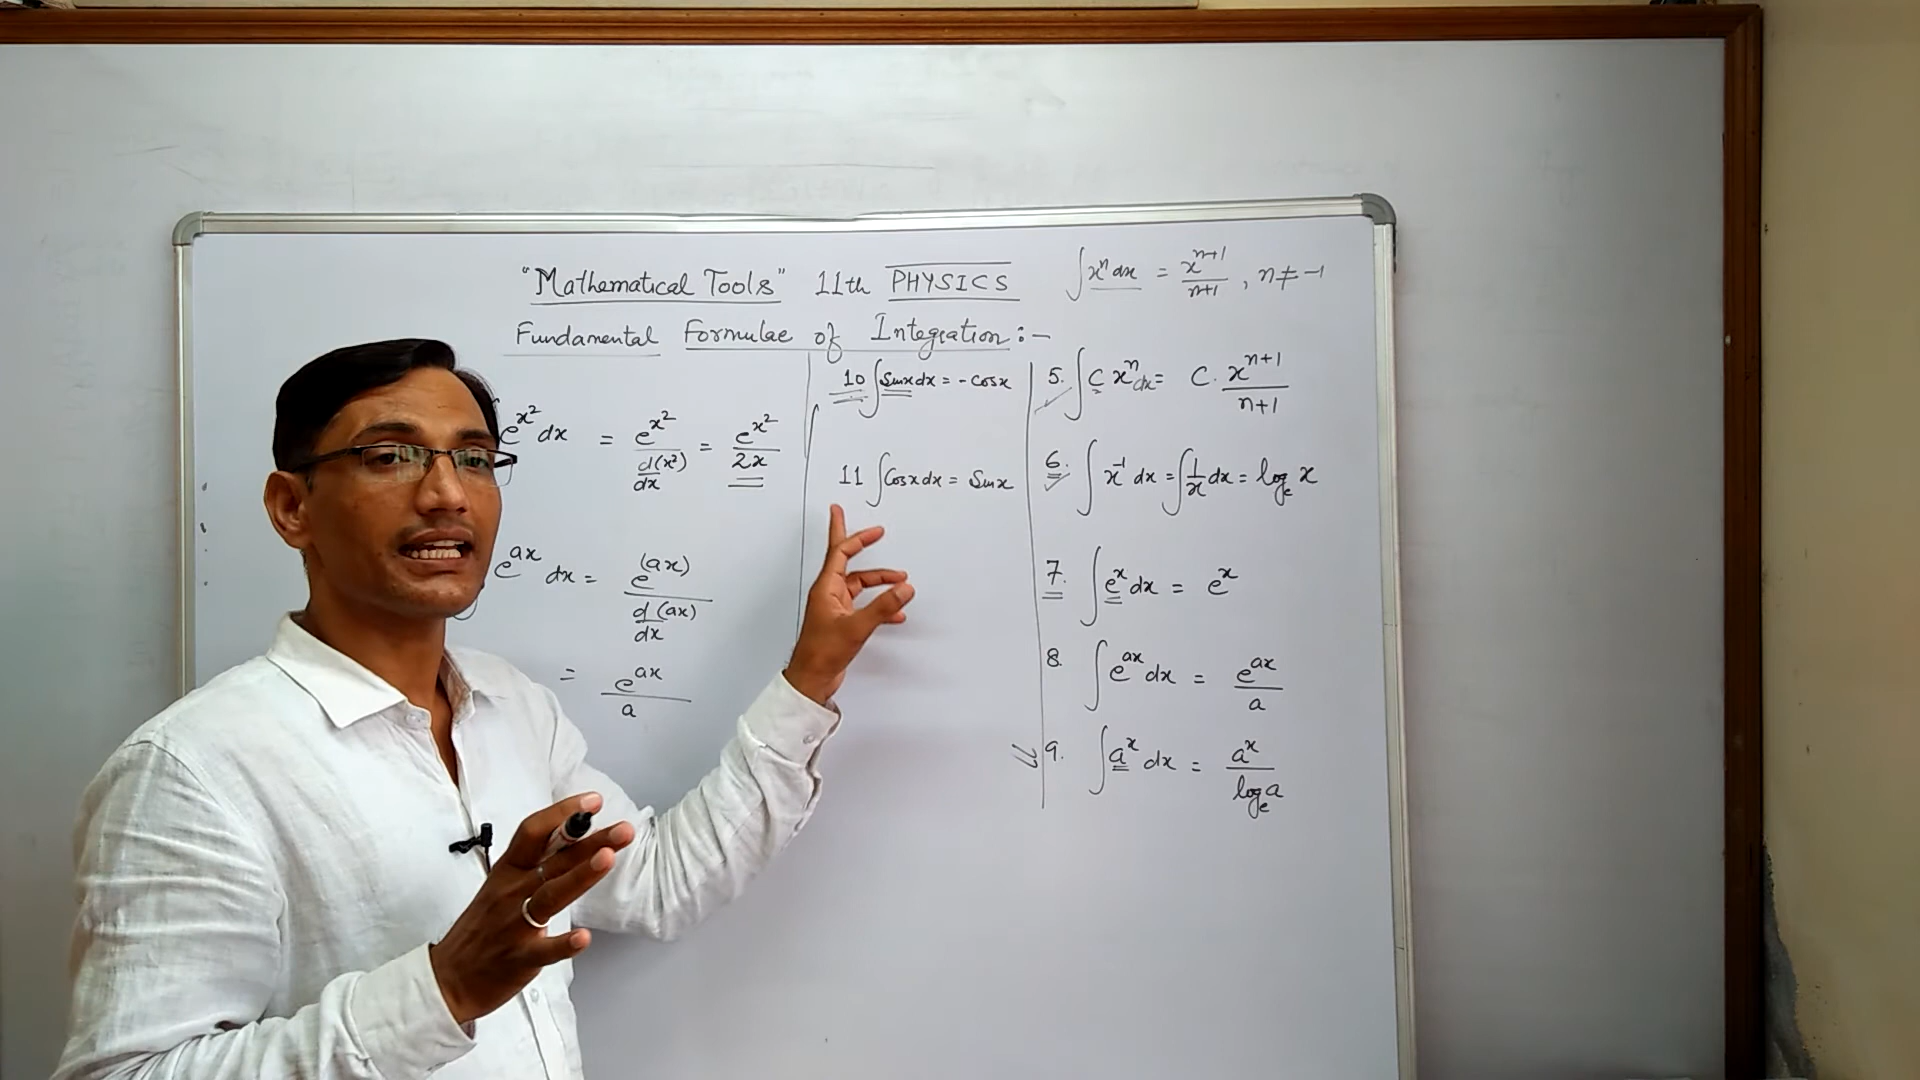 "Mathematical Tools" 11th PHYSICS
∫xⁿ dx = xⁿ⁺¹/n+1 , n ≠ -1
Fundamental Formulae of Integration :-
e^x² dx = e^x² / d/dx (x²) = e^x² / 2x
e^ax dx = e^(ax) / d/dx (ax)
= e^ax / a
10 ∫Sinx dx = - Cosx
11 ∫Cosx dx = Sinx
5. ∫C xⁿ dx = C. xⁿ⁺¹/n+1
6. ∫x⁻¹ dx = ∫1/x dx = logₑ x
7. ∫eˣ dx = eˣ
8. ∫e^ax dx = e^ax / a
9. ∫aˣ dx = aˣ / logₑ a